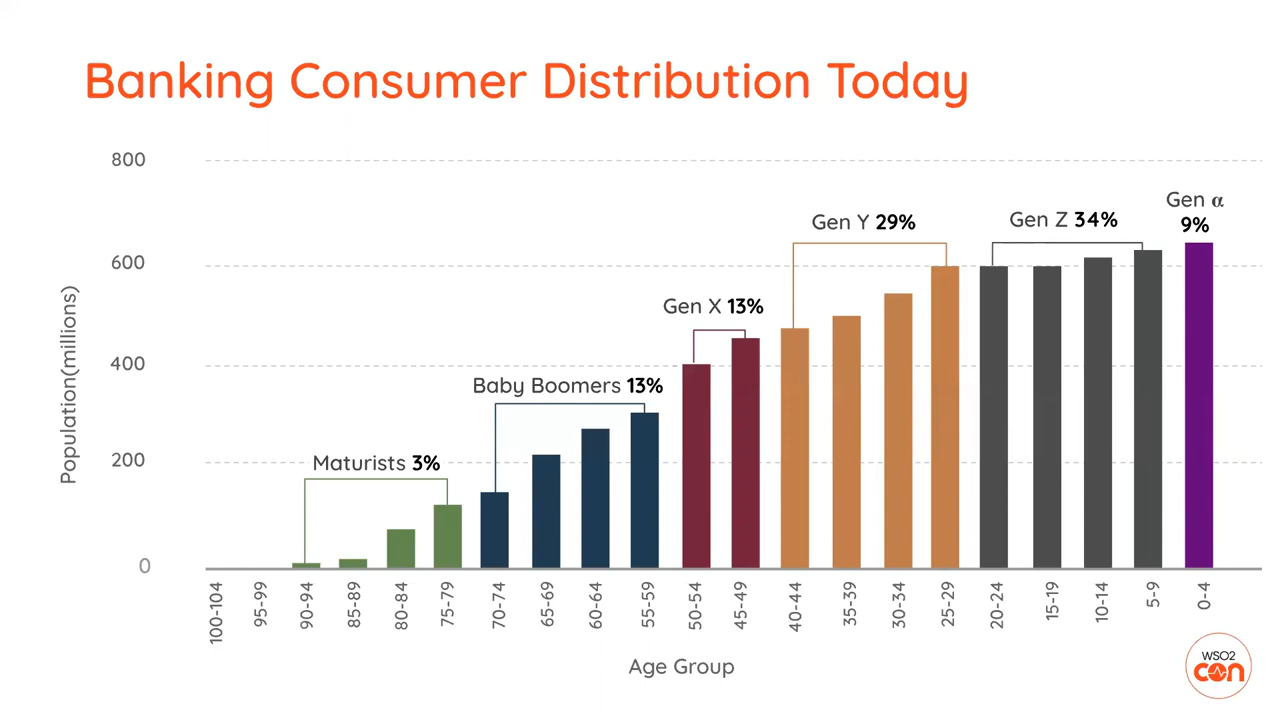 Banking Consumer Distribution Today
800
600
400
200
0
Population(millions)
Maturists 3%
Baby Boomers 13%
Gen X 13%
Gen Y 29%
Gen Z 34%
Gen α
9%
100-104
95-99
90-94
85-89
80-84
75-79
70-74
65-69
60-64
55-59
50-54
45-49
40-44
35-39
30-34
25-29
20-24
15-19
10-14
5-9
0-4
Age Group
WSO2
CON